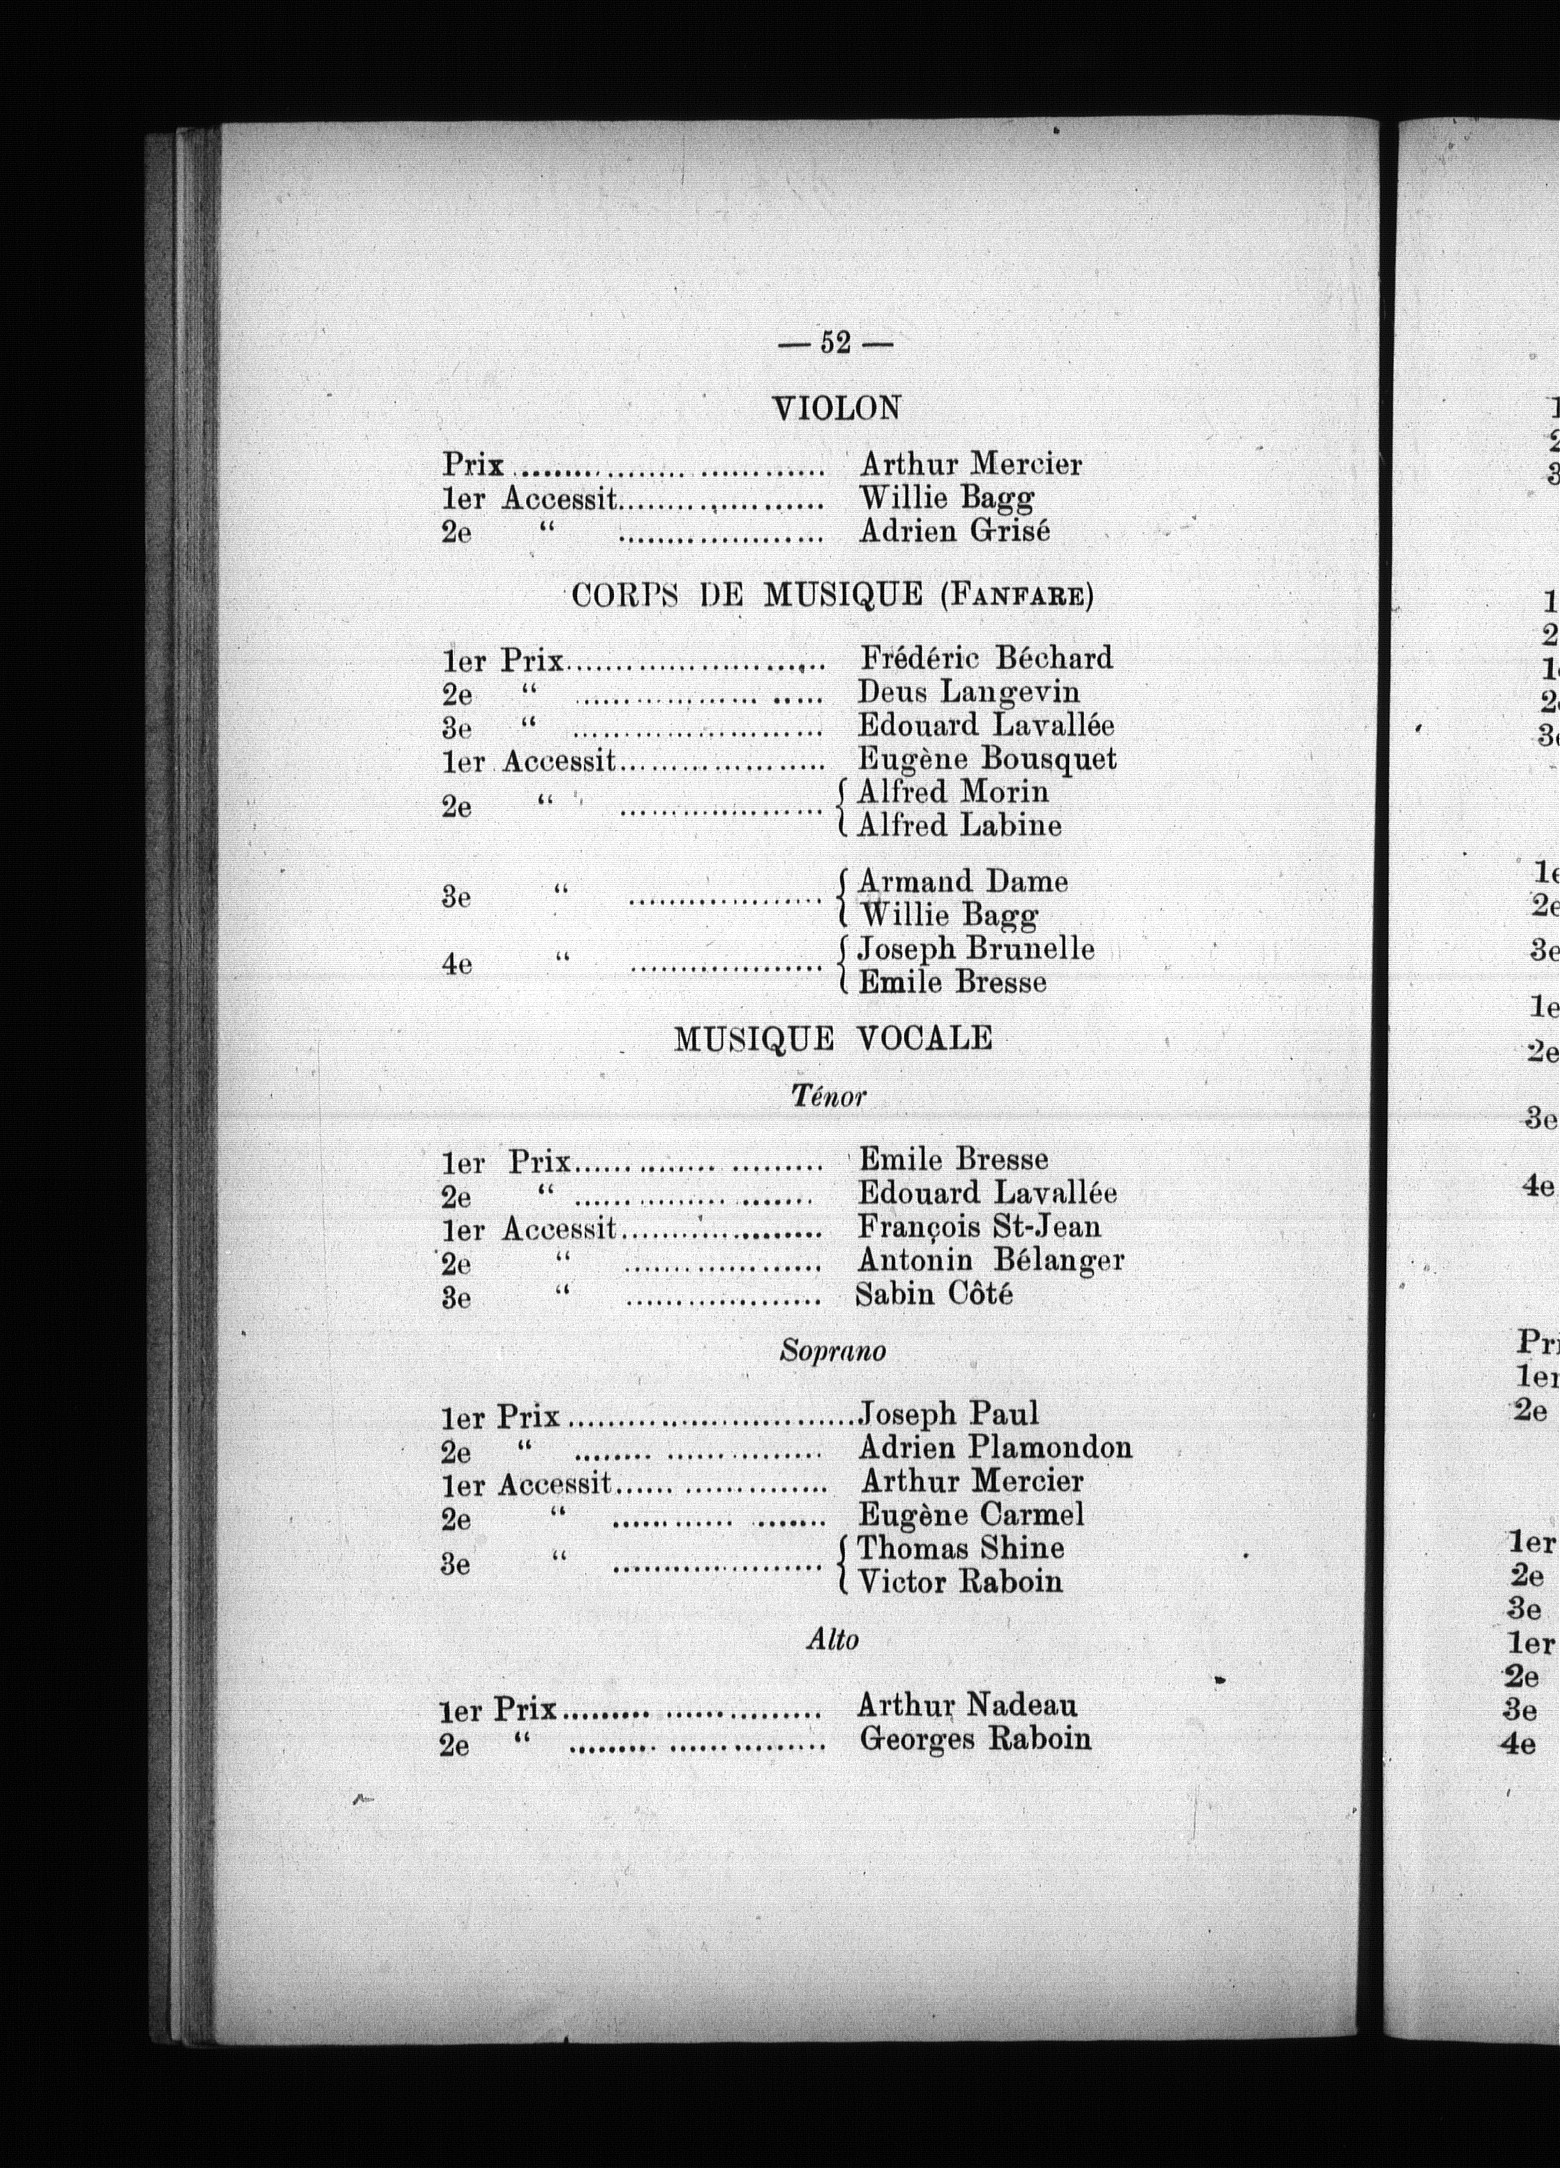 — 52 —
VIOLON
Prix ........................ Arthur Mercier
1er Accessit.................... Willie Bagg
2e “ .................... Adrien Grisé
CORPS DE MUSIQUE (FANFARE)
1er Prix......................... Frédéric Béchard
2e “ ........................ Deus Langevin
3e “ ........................ Edouard Lavallée
1er Accessit.................... Eugène Bousquet
2e “ .................... { Alfred Morin
Alfred Labine
3e “ .................... { Armand Dame
Willie Bagg
4e “ .................... { Joseph Brunelle
Emile Bresse
MUSIQUE VOCALE
Ténor
1er Prix........................ Emile Bresse
2e “ ........................ Edouard Lavallée
1er Accessit.................... François St-Jean
2e “ .................... Antonin Bélanger
3e “ .................... Sabin Côté
Soprano
1er Prix............................Joseph Paul
2e “ ........................ Adrien Plamondon
1er Accessit.................... Arthur Mercier
2e “ .................... Eugène Carmel
3e “ .................... { Thomas Shine
Victor Raboin
Alto
1er Prix......................... Arthur Nadeau
2e “ ......................... Georges Raboin